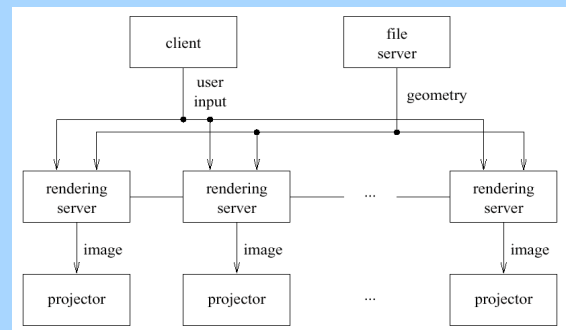 client
file
server
user
input
geometry
rendering
server
rendering
server
...
rendering
server
image
image
image
projector
projector
...
projector